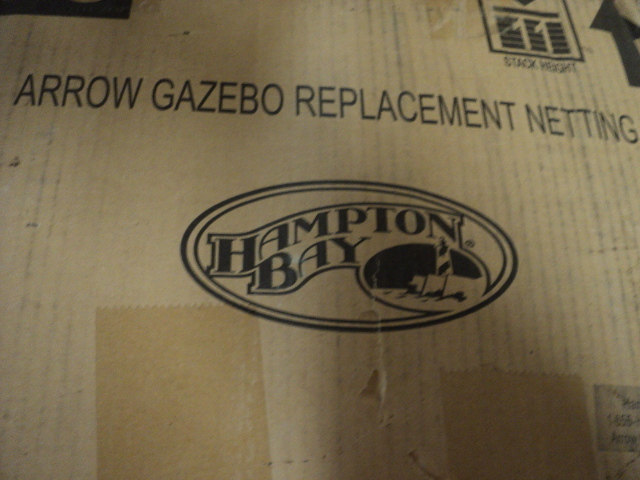 STACK HEIGHT
ARROW GAZEBO REPLACEMENT NETTING
HAMPTON
BAY
®